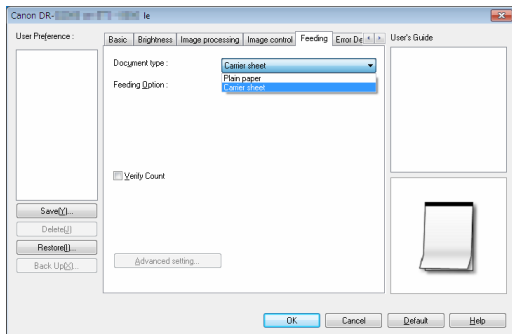 Canon DR- le
User Preference :
Basic Brightness Image processing Image control Feeding Error De
User's Guide
Document type : Carrier sheet
Plain paper
Carrier sheet
Feeding Option :
Verify Count
Save(Y)...
Delete(J)
Restore(I)...
Back Up(X)...
Advanced setting...
OK Cancel Default Help